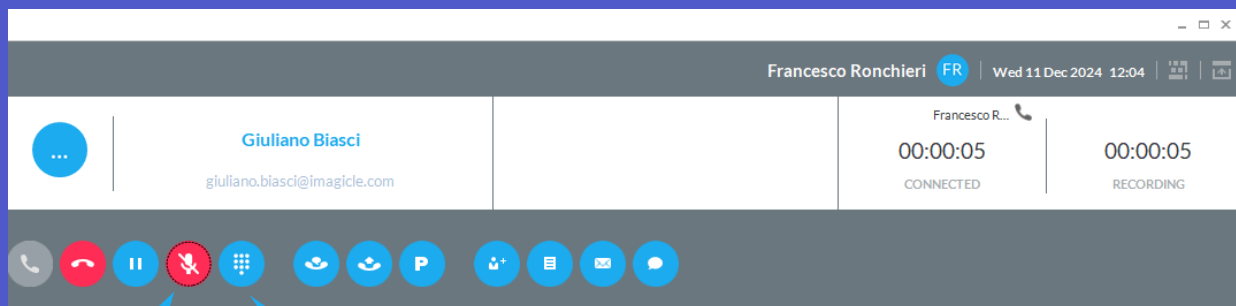 Francesco Ronchieri FR Wed 11 Dec 2024 12:04
Francesco R...
... Giuliano Biasci 00:00:05 00:00:05
giuliano.biasci@imagicle.com CONNECTED RECORDING
P